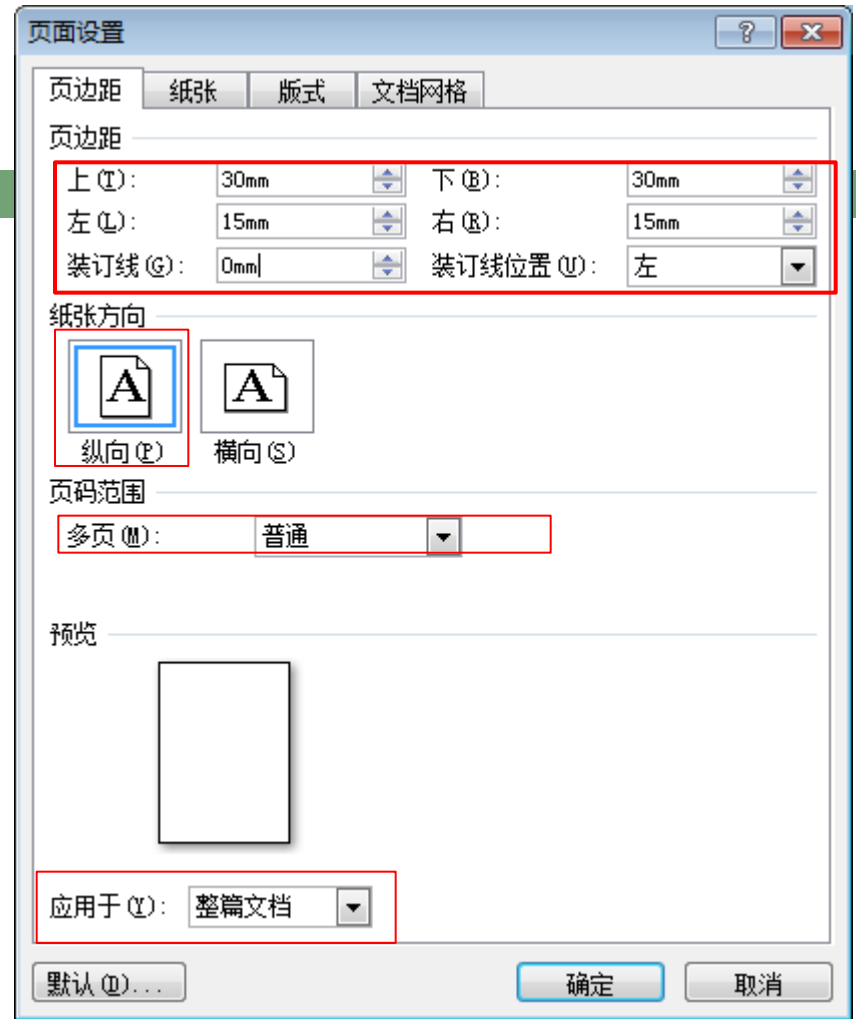 页面设置
页边距 纸张 版式 文档网格
页边距
上(T): 30mm 下(B): 30mm
左(L): 15mm 右(R): 15mm
装订线(G): 0mm 装订线位置(U): 左
纸张方向
A A
纵向(P) 横向(S)
页码范围
多页(M): 普通
预览
应用于(Y): 整篇文档
默认(D)... 确定 取消